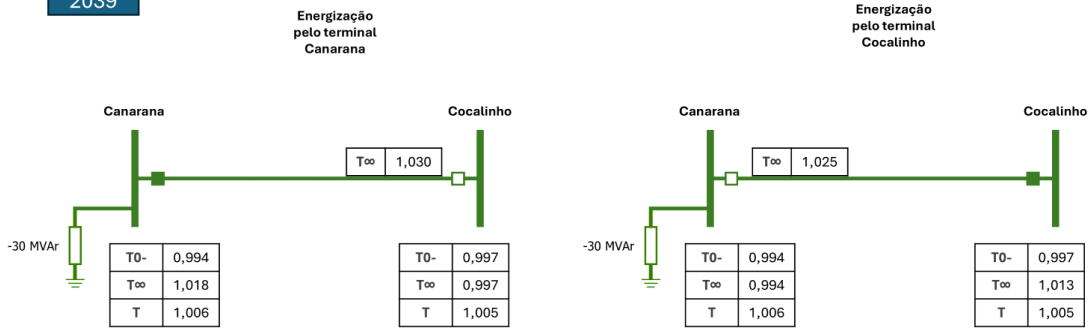 2039
Energização
pelo terminal
Canarana
Canarana
Cocalinho
T∞ 1,030
-30 MVAr
T0- 0,994
T∞ 1,018
T 1,006
T0- 0,997
T∞ 0,997
T 1,005
Energização
pelo terminal
Cocalinho
Canarana
Cocalinho
T∞ 1,025
-30 MVAr
T0- 0,994
T∞ 0,994
T 1,006
T0- 0,997
T∞ 1,013
T 1,005